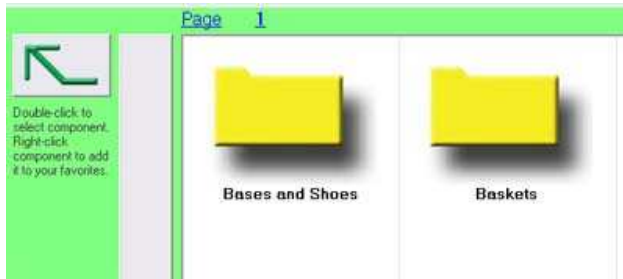 Page 1
Double-click to
select component.
Right-click
component to add
it to your favorites.
Bases and Shoes
Baskets